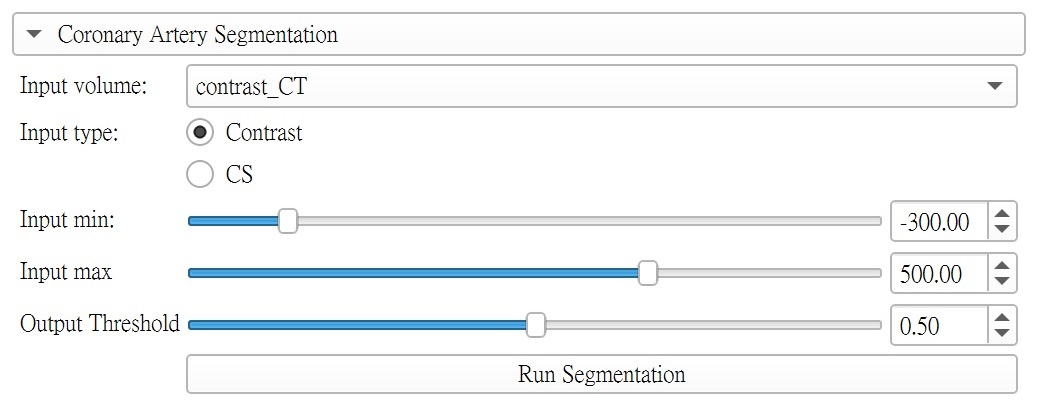 Coronary Artery Segmentation
Input volume: contrast_CT
Input type: Contrast
CS
Input min: -300.00
Input max 500.00
Output Threshold 0.50
Run Segmentation